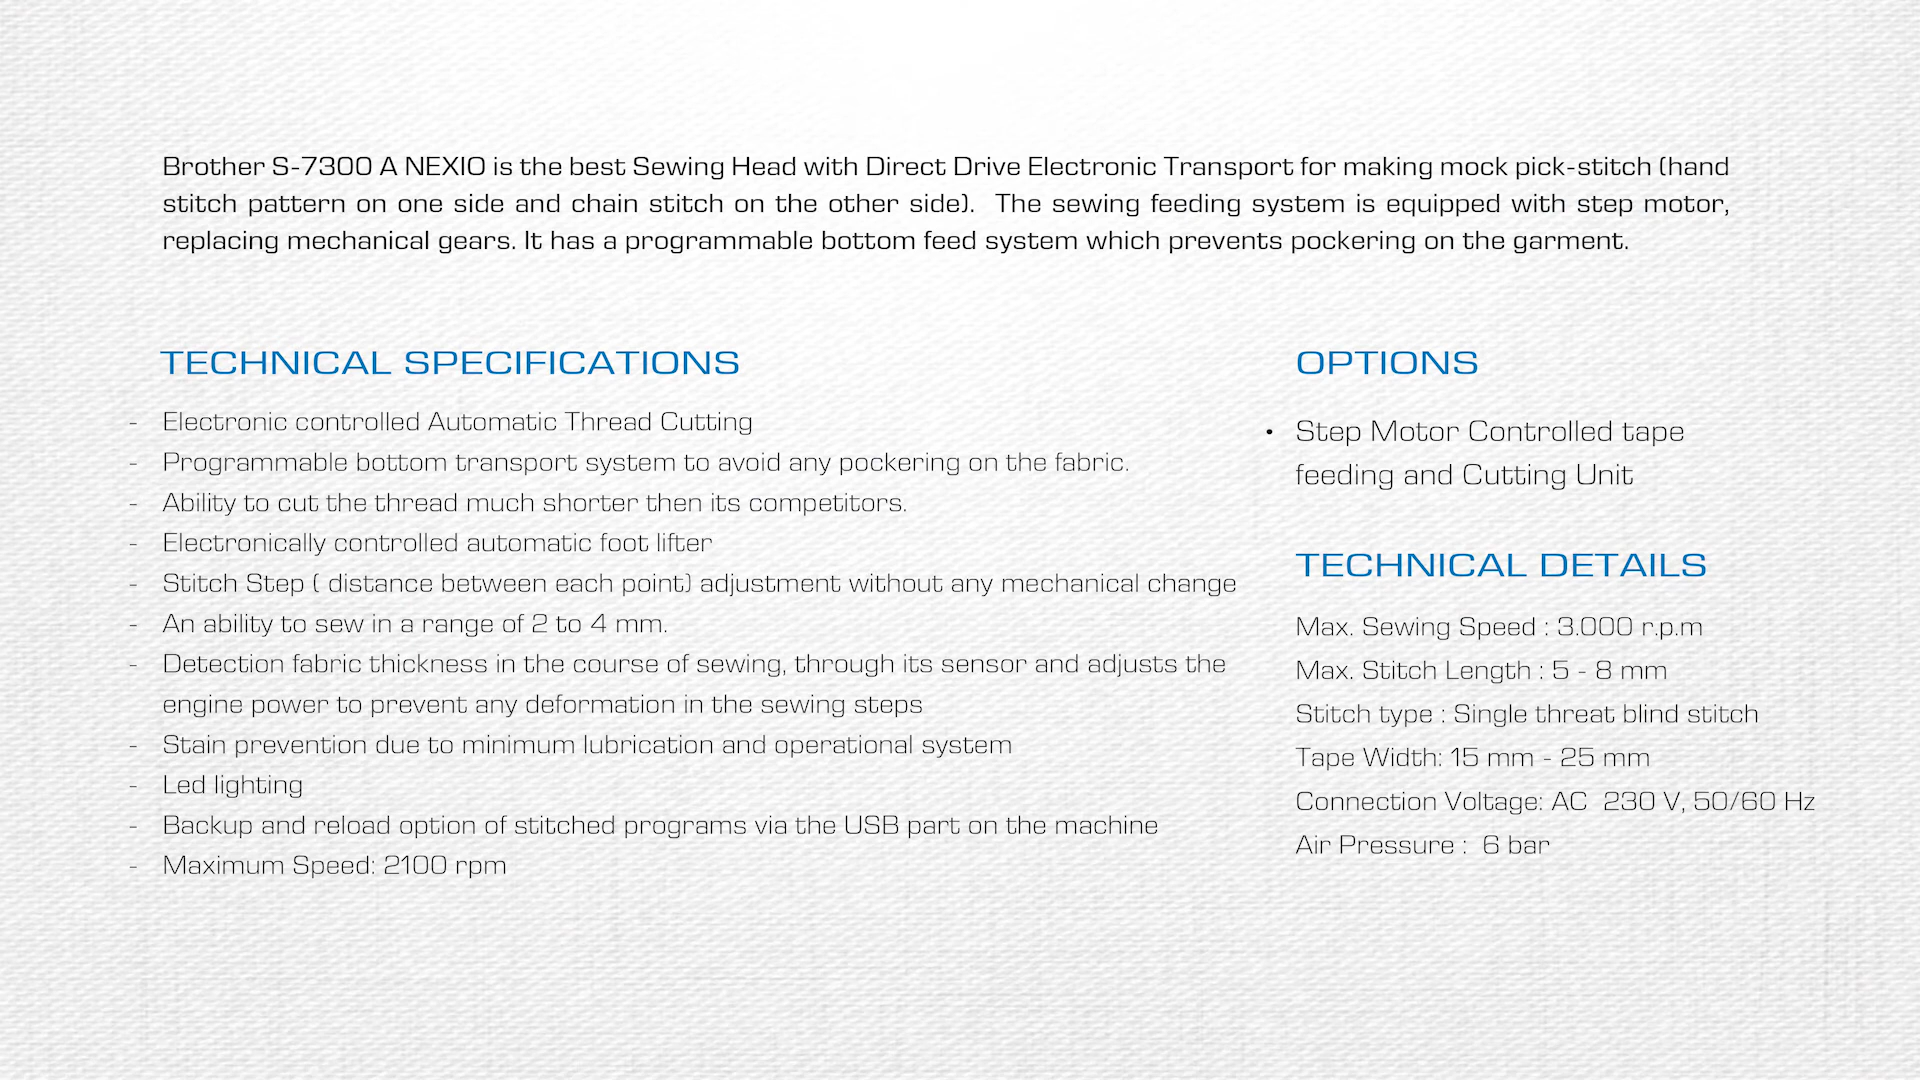 Brother S-7300 A NEXIO is the best Sewing Head with Direct Drive Electronic Transport for making mock pick-stitch (hand
stitch pattern on one side and chain stitch on the other side). The sewing feeding system is equipped with step motor,
replacing mechanical gears. It has a programmable bottom feed system which prevents pockering on the garment.
TECHNICAL SPECIFICATIONS
- Electronic controlled Automatic Thread Cutting
- Programmable bottom transport system to avoid any pockering on the fabric.
- Ability to cut the thread much shorter then its competitors.
- Electronically controlled automatic foot lifter
- Stitch Step ( distance between each point) adjustment without any mechanical change
- An ability to sew in a range of 2 to 4 mm.
- Detection fabric thickness in the course of sewing, through its sensor and adjusts the
engine power to prevent any deformation in the sewing steps
- Stain prevention due to minimum lubrication and operational system
- Led lighting
- Backup and reload option of stitched programs via the USB part on the machine
- Maximum Speed: 2100 rpm
OPTIONS
• Step Motor Controlled tape
feeding and Cutting Unit
TECHNICAL DETAILS
Max. Sewing Speed : 3.000 r.p.m
Max. Stitch Length : 5 - 8 mm
Stitch type : Single threat blind stitch
Tape Width: 15 mm - 25 mm
Connection Voltage: AC 230 V, 50/60 Hz
Air Pressure : 6 bar